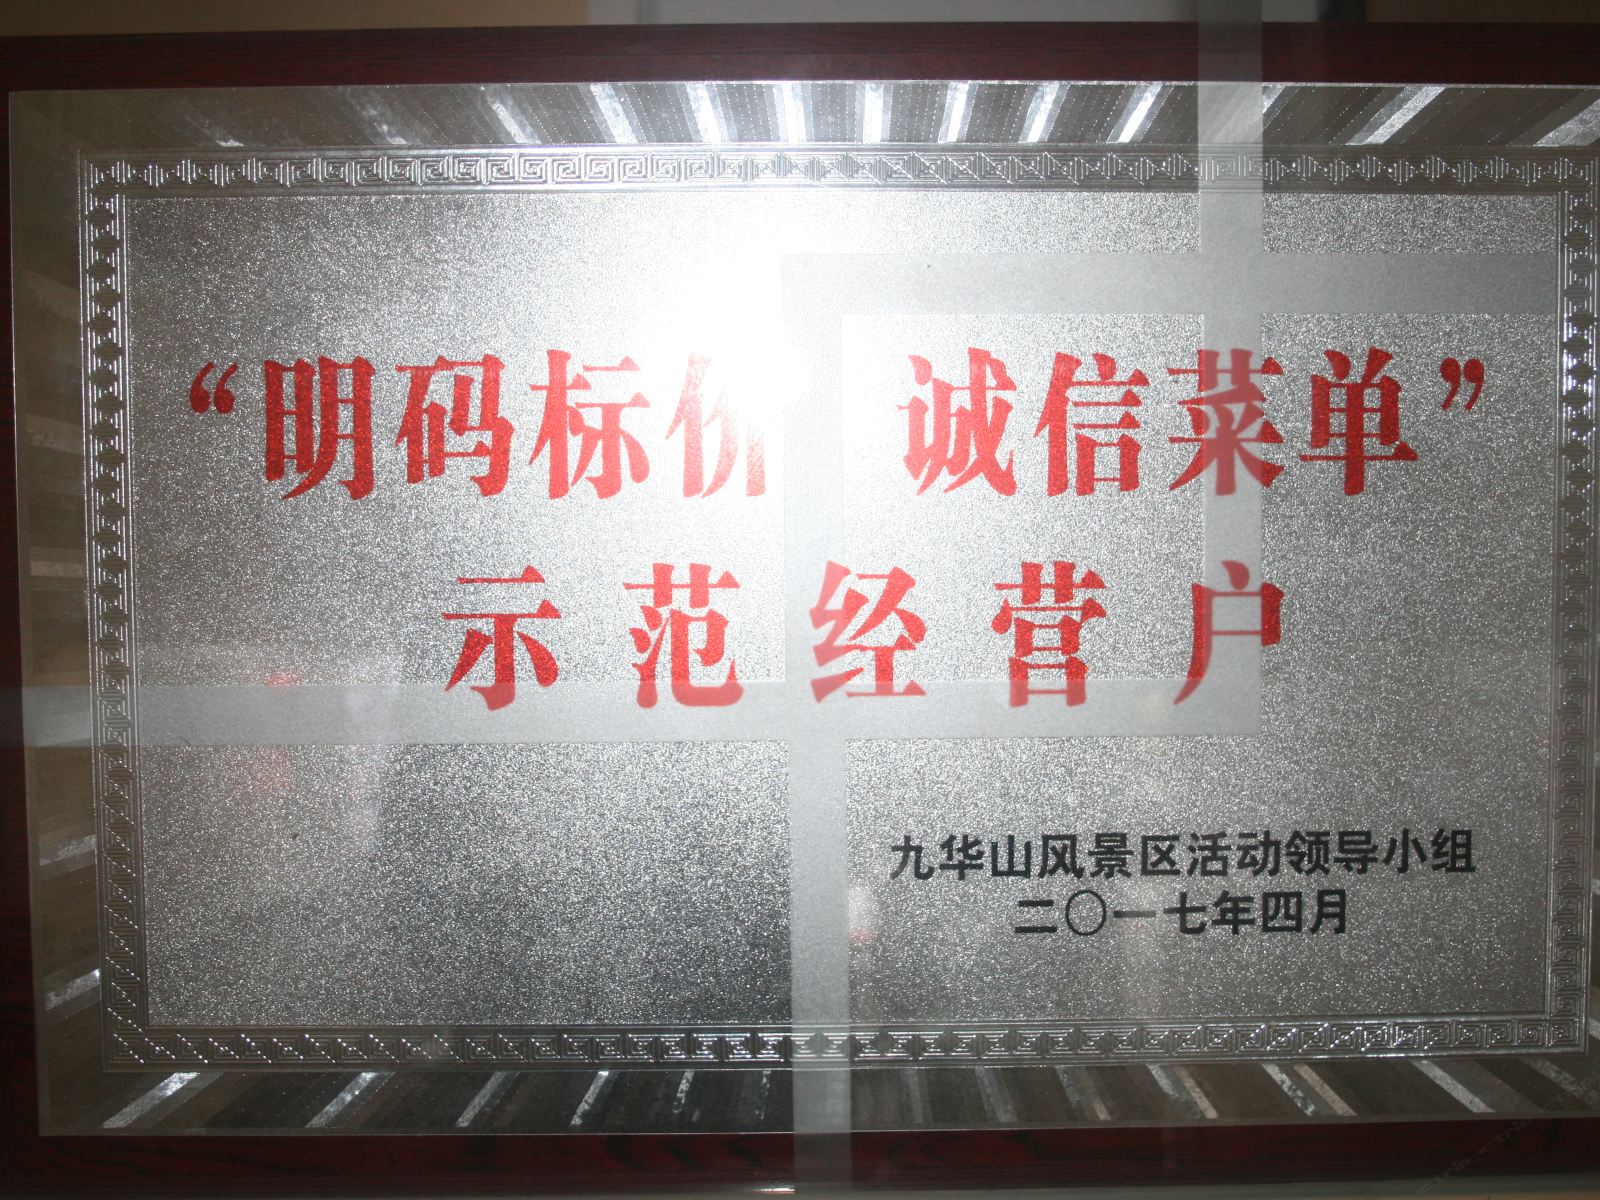 “明码标价 诚信菜单”
示范经营户
九华山风景区活动领导小组
二〇一七年四月